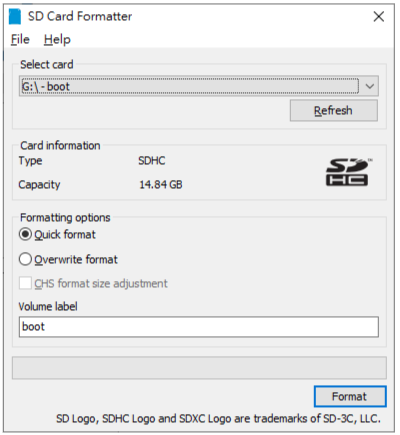 SD Card Formatter
File Help
Select card
G:\ - boot
Refresh
Card information
Type SDHC
Capacity 14.84 GB
SD HC
Formatting options
Quick format
Overwrite format
CHS format size adjustment
Volume label
boot
Format
SD Logo, SDHC Logo and SDXC Logo are trademarks of SD-3C, LLC.